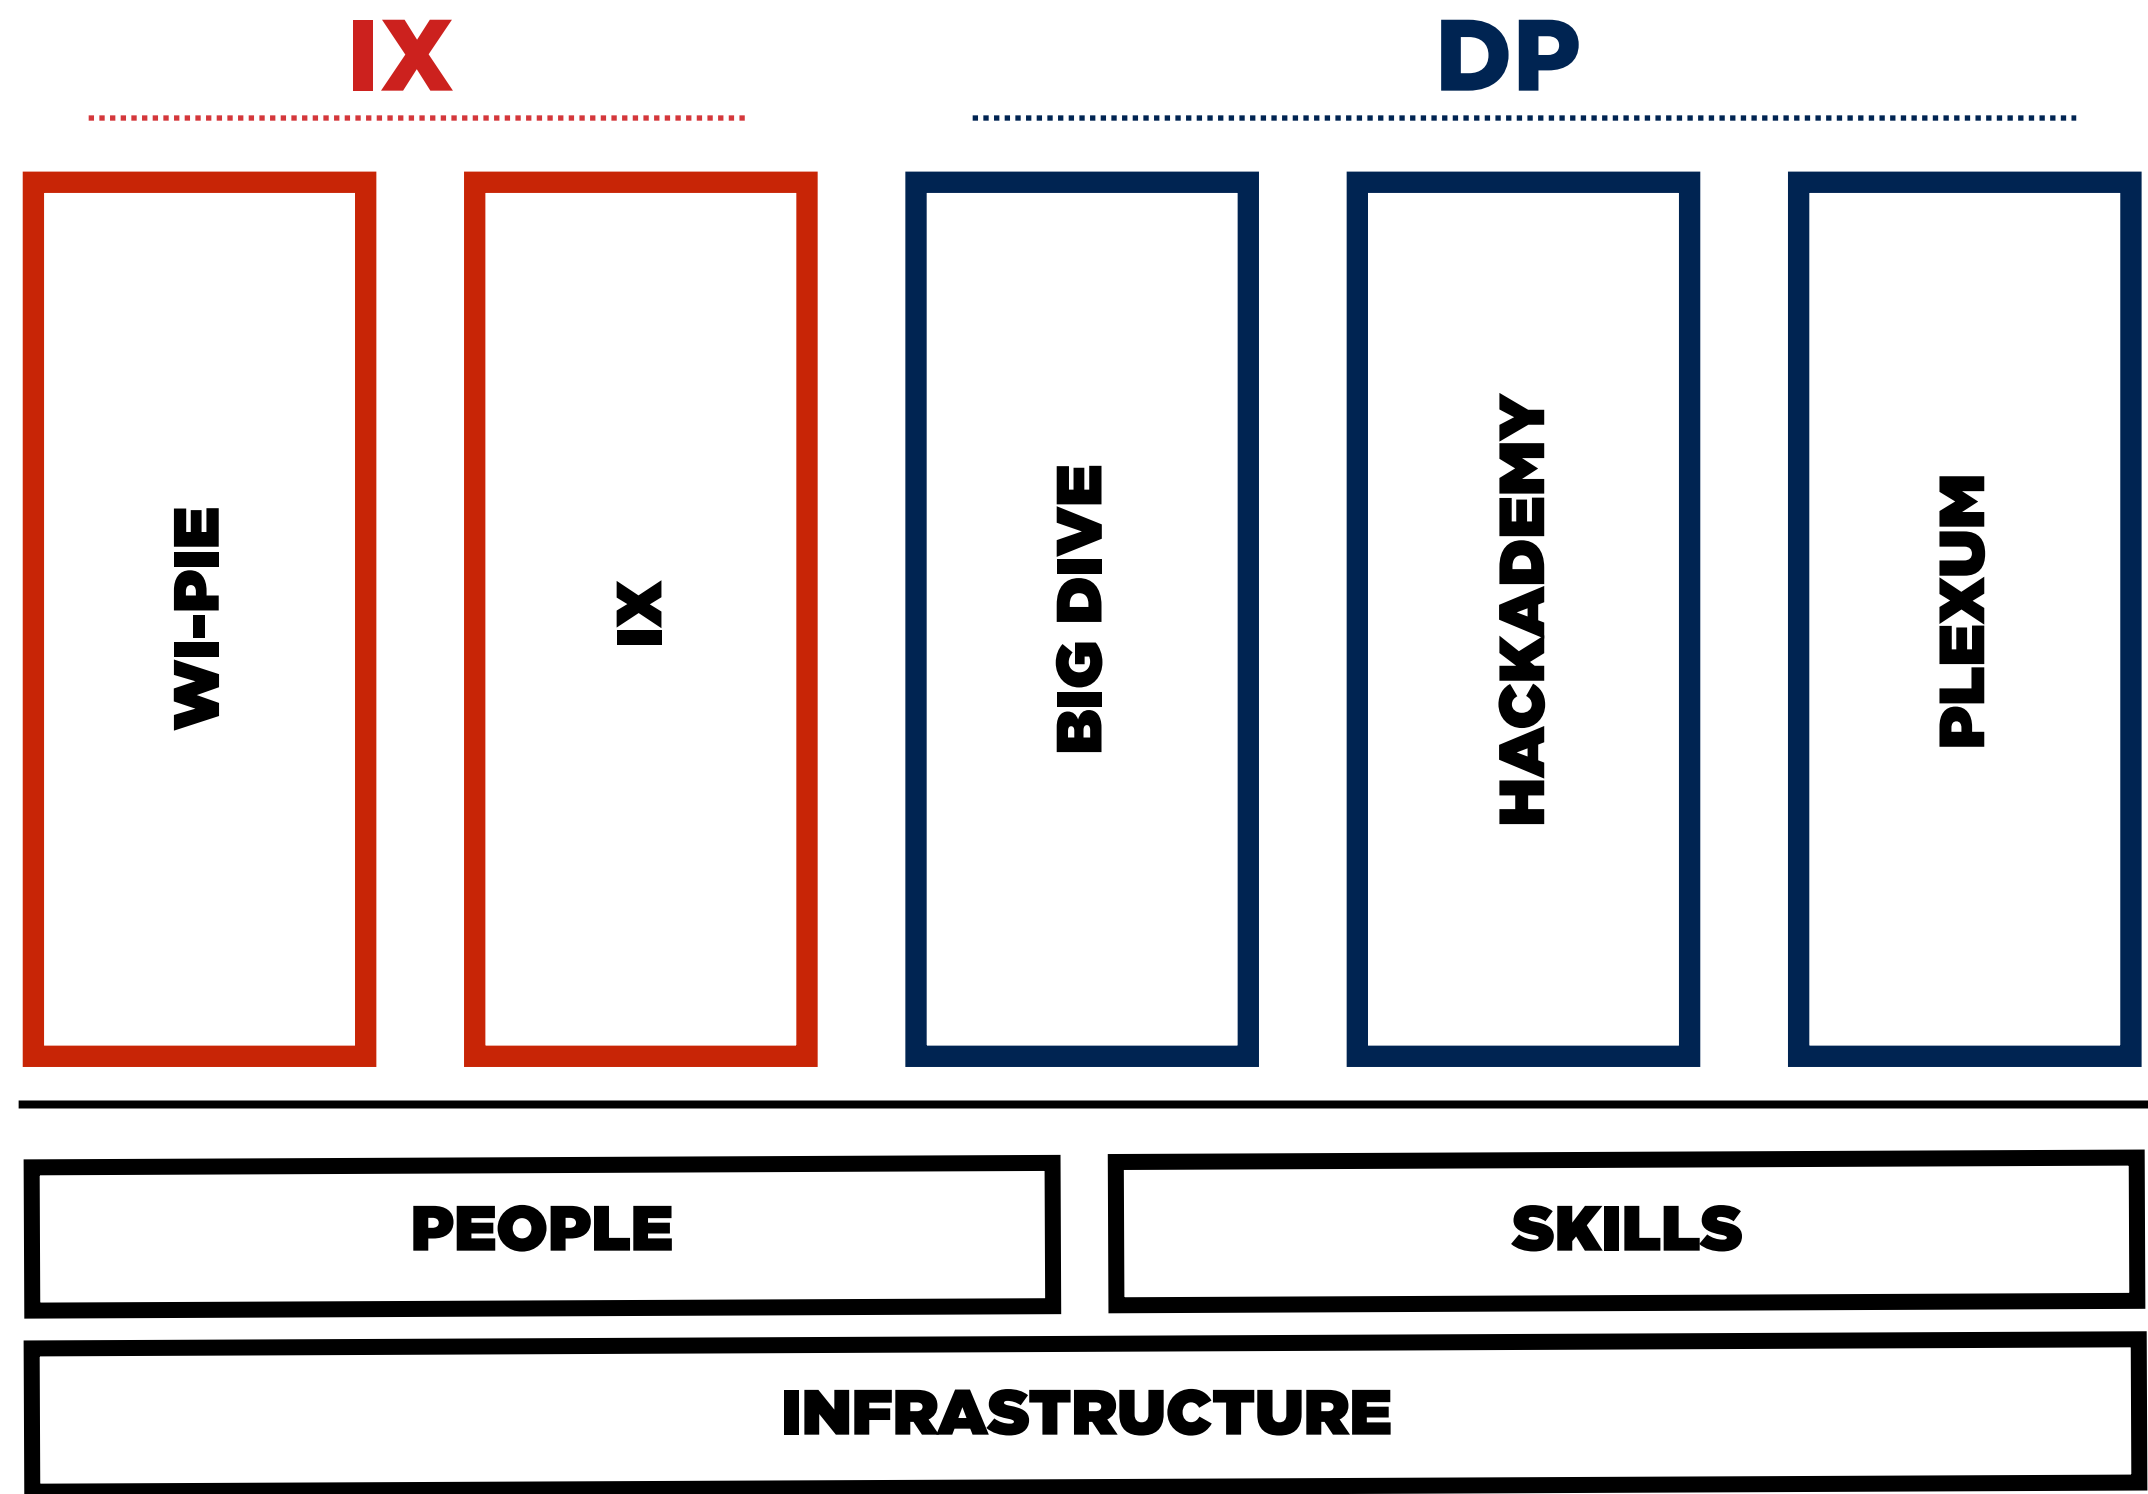 IX
DP
WI-PIE
IX
BIG DIVE
HACKADEMY
PLEXUM
PEOPLE
SKILLS
INFRASTRUCTURE